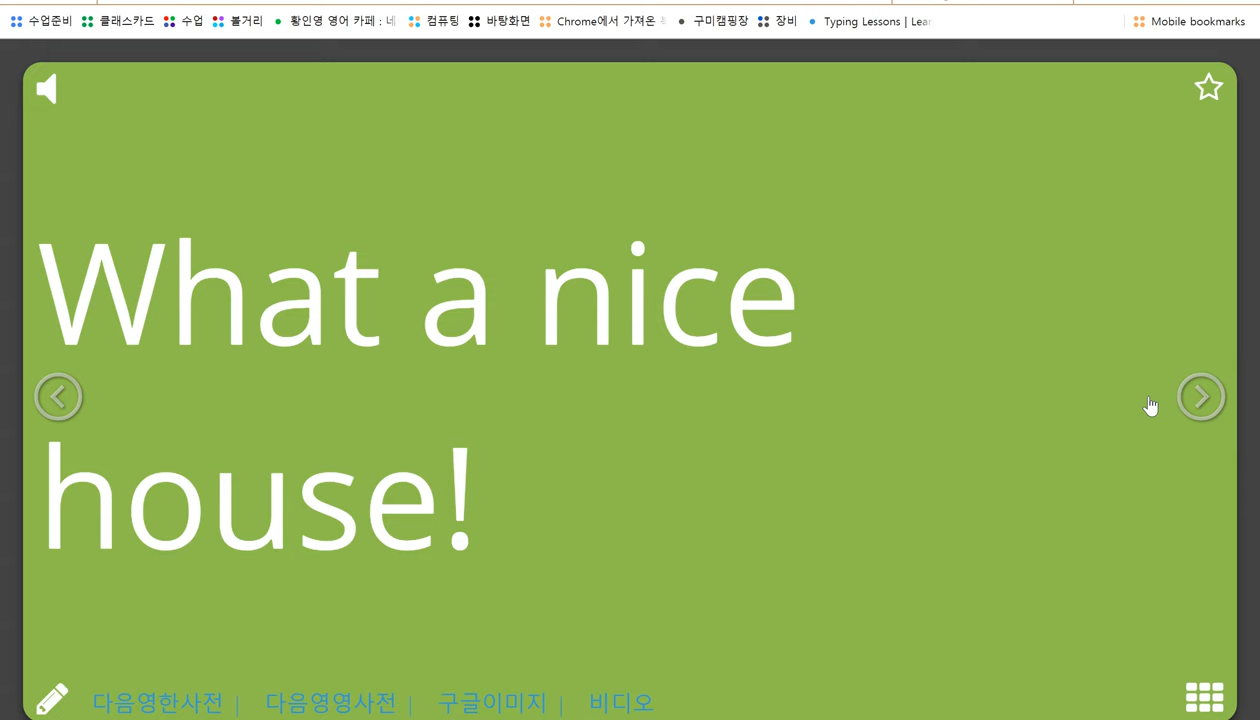 수업준비 클래스카드 수업 볼거리 황인영 영어 카페 : 네 컴퓨팅 바탕화면 Chrome에서 가져온 구미캠핑장 장비 Typing Lessons | Lear Mobile bookmarks
What a nice
house!
다음영한사전 | 다음영영사전 | 구글이미지 | 비디오